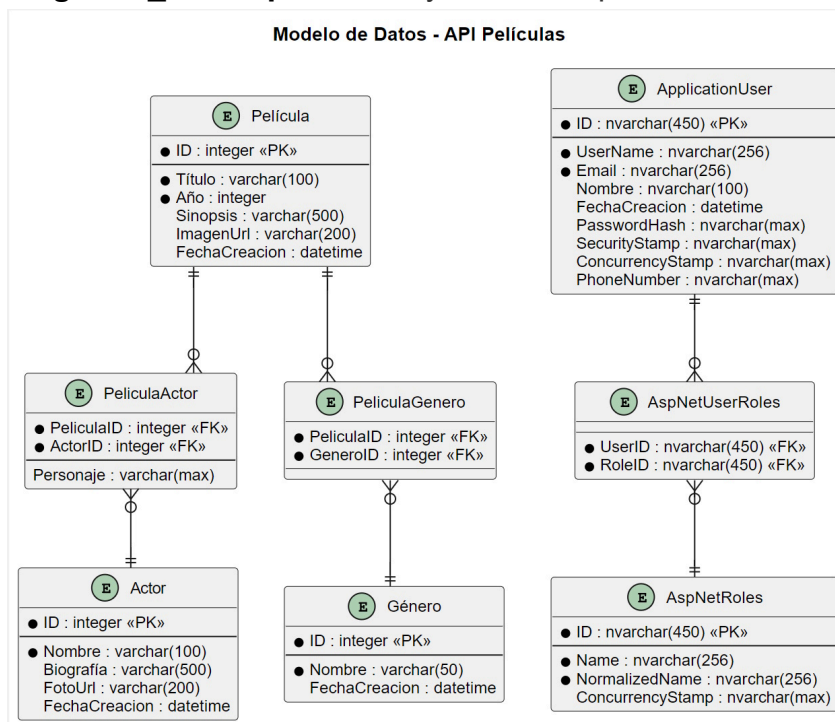 Modelo de Datos - API Películas
E Película
ID : integer «PK»
Título : varchar(100)
Año : integer
Sinopsis : varchar(500)
ImagenUrl : varchar(200)
FechaCreacion : datetime
E ApplicationUser
ID : nvarchar(450) «PK»
UserName : nvarchar(256)
Email : nvarchar(256)
Nombre : nvarchar(100)
FechaCreacion : datetime
PasswordHash : nvarchar(max)
SecurityStamp : nvarchar(max)
ConcurrencyStamp : nvarchar(max)
PhoneNumber : nvarchar(max)
E PeliculaActor
PeliculaID : integer «FK»
ActorID : integer «FK»
Personaje : varchar(max)
E PeliculaGenero
PeliculaID : integer «FK»
GeneroID : integer «FK»
E AspNetUserRoles
UserID : nvarchar(450) «FK»
RoleID : nvarchar(450) «FK»
E Actor
ID : integer «PK»
Nombre : varchar(100)
Biografía : varchar(500)
FotoUrl : varchar(200)
FechaCreacion : datetime
E Género
ID : integer «PK»
Nombre : varchar(50)
FechaCreacion : datetime
E AspNetRoles
ID : nvarchar(450) «PK»
Name : nvarchar(256)
NormalizedName : nvarchar(256)
ConcurrencyStamp : nvarchar(max)